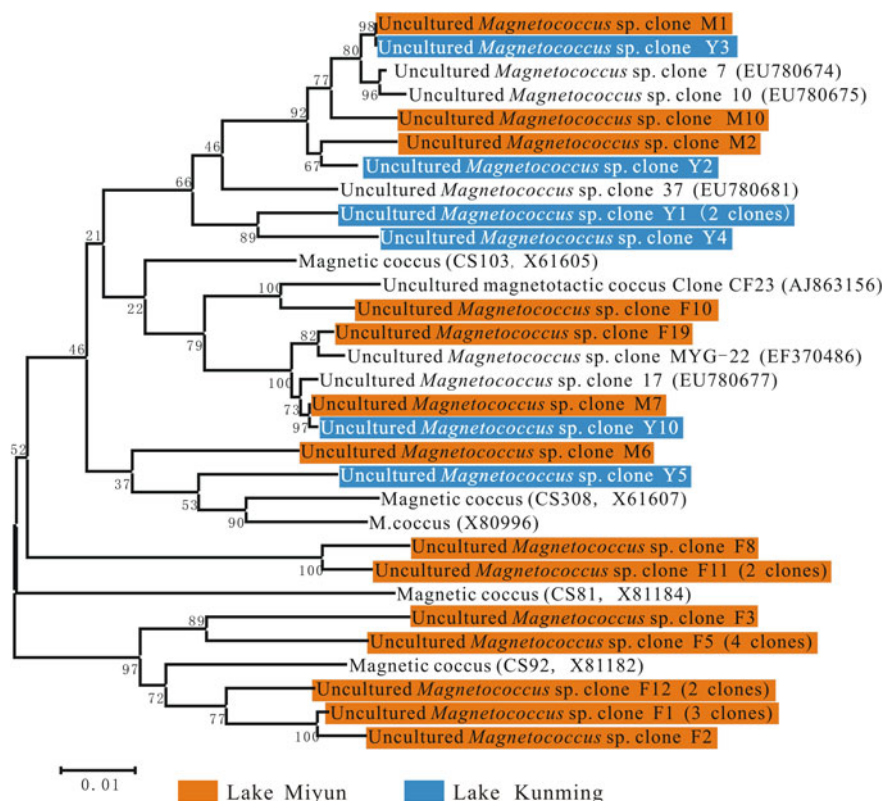 98
Uncultured Magnetococcus sp. clone M1
Uncultured Magnetococcus sp. clone Y3
80
Uncultured Magnetococcus sp. clone 7 (EU780674)
77
96
Uncultured Magnetococcus sp. clone 10 (EU780675)
92
Uncultured Magnetococcus sp. clone M10
46
Uncultured Magnetococcus sp. clone M2
67
Uncultured Magnetococcus sp. clone Y2
66
Uncultured Magnetococcus sp. clone 37 (EU780681)
Uncultured Magnetococcus sp. clone Y1 (2 clones)
21
89
Uncultured Magnetococcus sp. clone Y4
Magnetic coccus (CS103, X61605)
100
Uncultured magnetotactic coccus Clone CF23 (AJ863156)
22
Uncultured Magnetococcus sp. clone F10
82
Uncultured Magnetococcus sp. clone F19
79
Uncultured Magnetococcus sp. clone MYG-22 (EF370486)
46
100
Uncultured Magnetococcus sp. clone 17 (EU780677)
73
Uncultured Magnetococcus sp. clone M7
97
Uncultured Magnetococcus sp. clone Y10
52
Uncultured Magnetococcus sp. clone M6
37
Uncultured Magnetococcus sp. clone Y5
53
Magnetic coccus (CS308, X61607)
90
M.coccus (X80996)
Uncultured Magnetococcus sp. clone F8
100
Uncultured Magnetococcus sp. clone F11 (2 clones)
Magnetic coccus (CS81, X81184)
89
Uncultured Magnetococcus sp. clone F3
Uncultured Magnetococcus sp. clone F5 (4 clones)
97
Magnetic coccus (CS92, X81182)
72
Uncultured Magnetococcus sp. clone F12 (2 clones)
77
Uncultured Magnetococcus sp. clone F1 (3 clones)
100
Uncultured Magnetococcus sp. clone F2
0.01
Lake Miyun
Lake Kunming